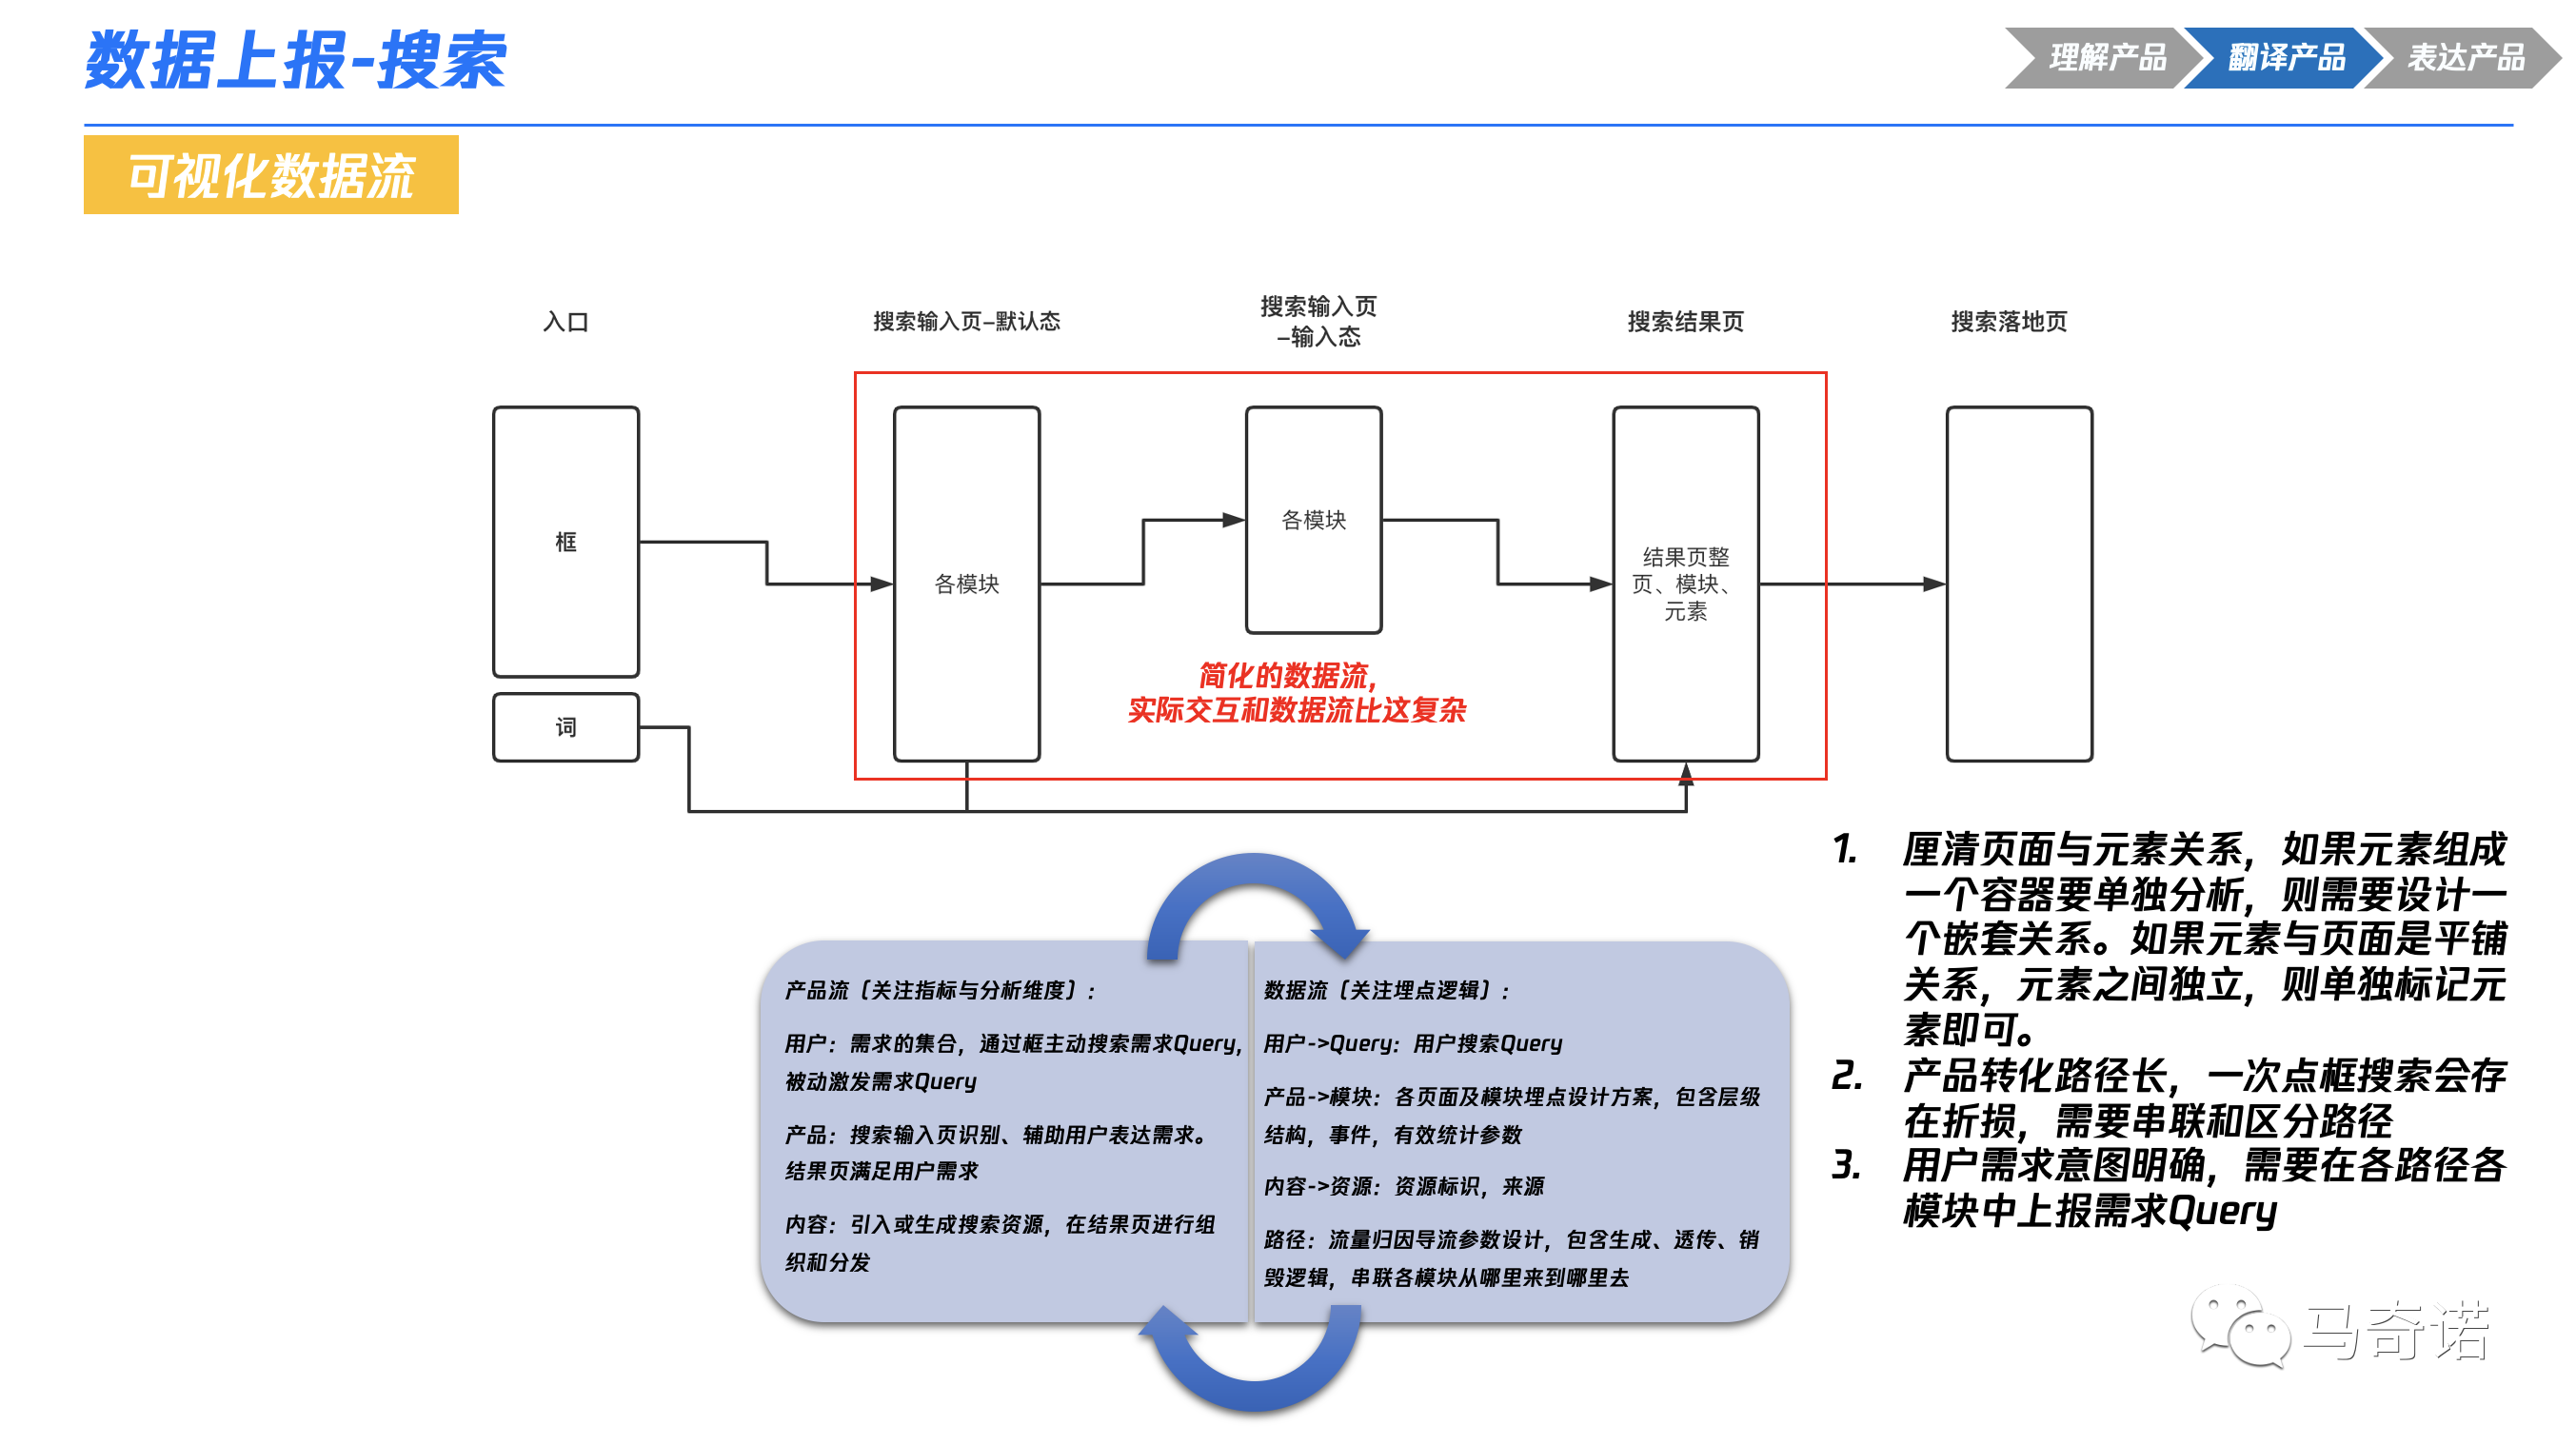 数据上报-搜索
理解产品
翻译产品
表达产品
可视化数据流
入口
搜索输入页-默认态
搜索输入页
-输入态
搜索结果页
搜索落地页
框
词
各模块
各模块
结果页整
页、模块、
元素
简化的数据流，
实际交互和数据流比这复杂
产品流（关注指标与分析维度）：
用户：需求的集合，通过框主动搜索需求Query，
被动激发需求Query
产品：搜索输入页识别、辅助用户表达需求。
结果页满足用户需求
内容：引入或生成搜索资源，在结果页进行组
织和分发
数据流（关注埋点逻辑）：
用户->Query：用户搜索Query
产品->模块：各页面及模块埋点设计方案，包含层级
结构，事件，有效统计参数
内容->资源：资源标识，来源
路径：流量归因导流参数设计，包含生成、透传、销
毁逻辑，串联各模块从哪里来到哪里去
1. 厘清页面与元素关系，如果元素组成
一个容器要单独分析，则需要设计一
个嵌套关系。如果元素与页面是平铺
关系，元素之间独立，则单独标记元
素即可。
2. 产品转化路径长，一次点框搜索会存
在折损，需要串联和区分路径
3. 用户需求意图明确，需要在各路径各
模块中上报需求Query
马奇诺